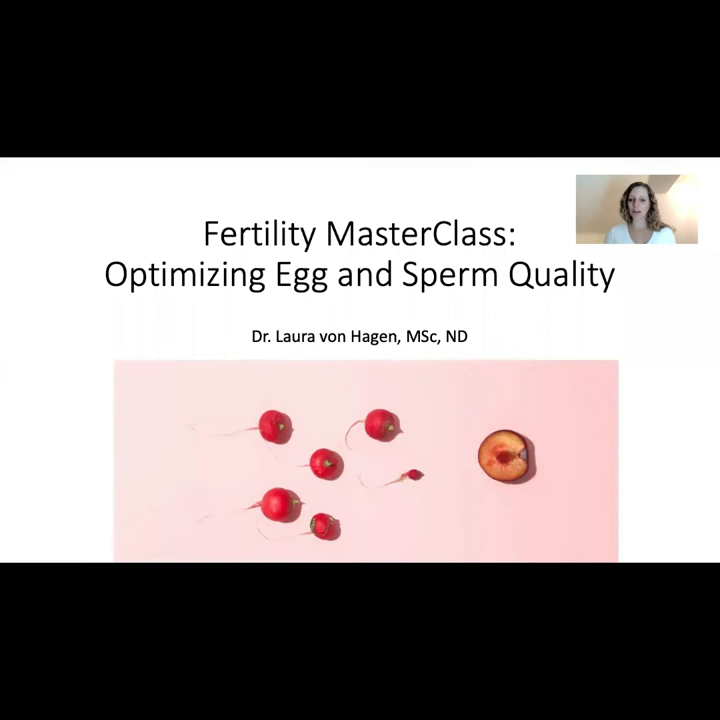 Fertility MasterClass:
Optimizing Egg and Sperm Quality
Dr. Laura von Hagen, MSc, ND